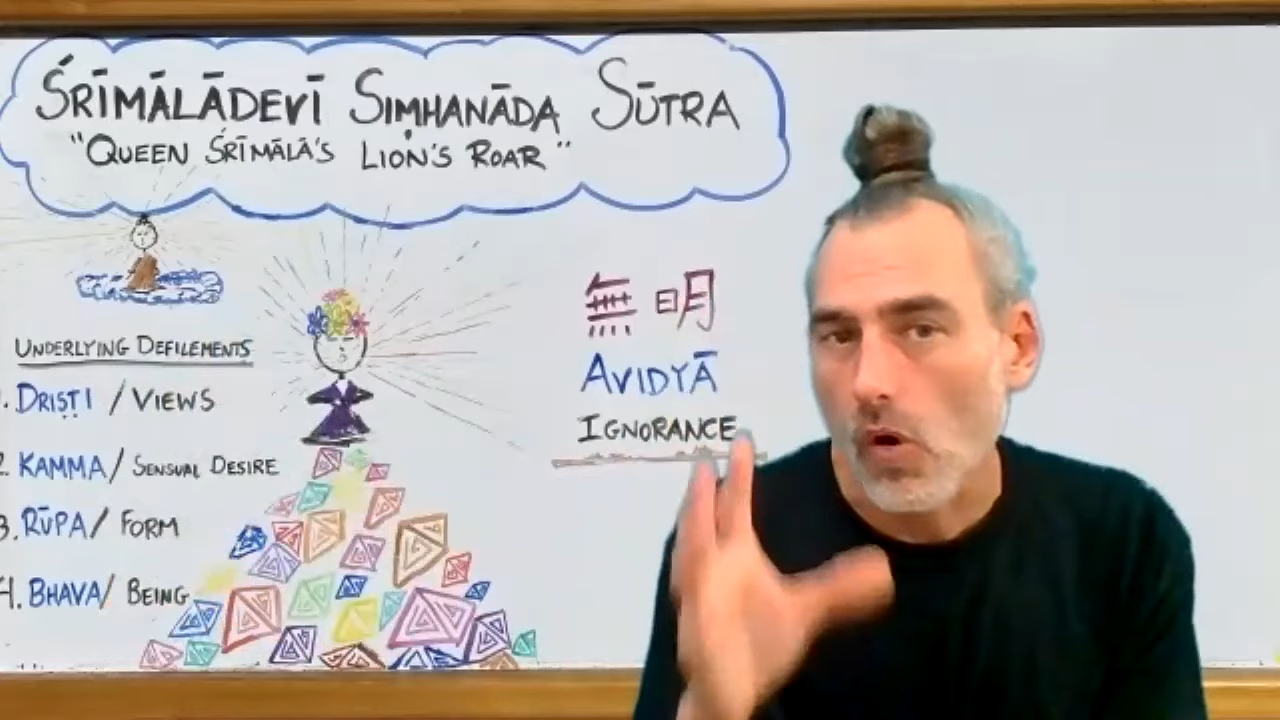 ŚRĪMĀLĀDEVĪ SIṂHANĀDA SŪTRA
"QUEEN ŚRĪMĀLĀ'S LION'S ROAR"
UNDERLYING DEFILEMENTS
1. DRIṢṬI / VIEWS
2. KAMMA / SENSUAL DESIRE
3. RŪPA / FORM
4. BHAVA / BEING
無明
AVIDYĀ
IGNORANCE